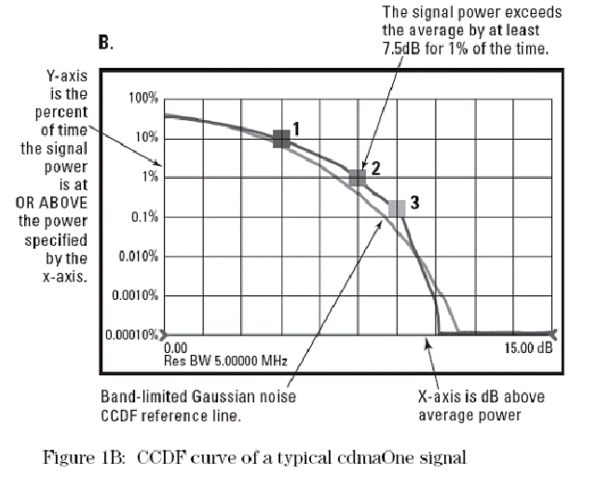 The signal power exceeds
the average by at least
7.5dB for 1% of the time.
B.
Y-axis
is the
percent
of time
the signal
power
is at
OR ABOVE
the power
specified
by the
x-axis.
100%
10%
1%
0.1%
0.010%
0.0010%
0.00010%
1
2
3
0.00
15.00 dB
Res BW 5.00000 MHz
Band-limited Gaussian noise
CCDF reference line.
X-axis is dB above
average power
Figure 1B: CCDF curve of a typical cdmaOne signal